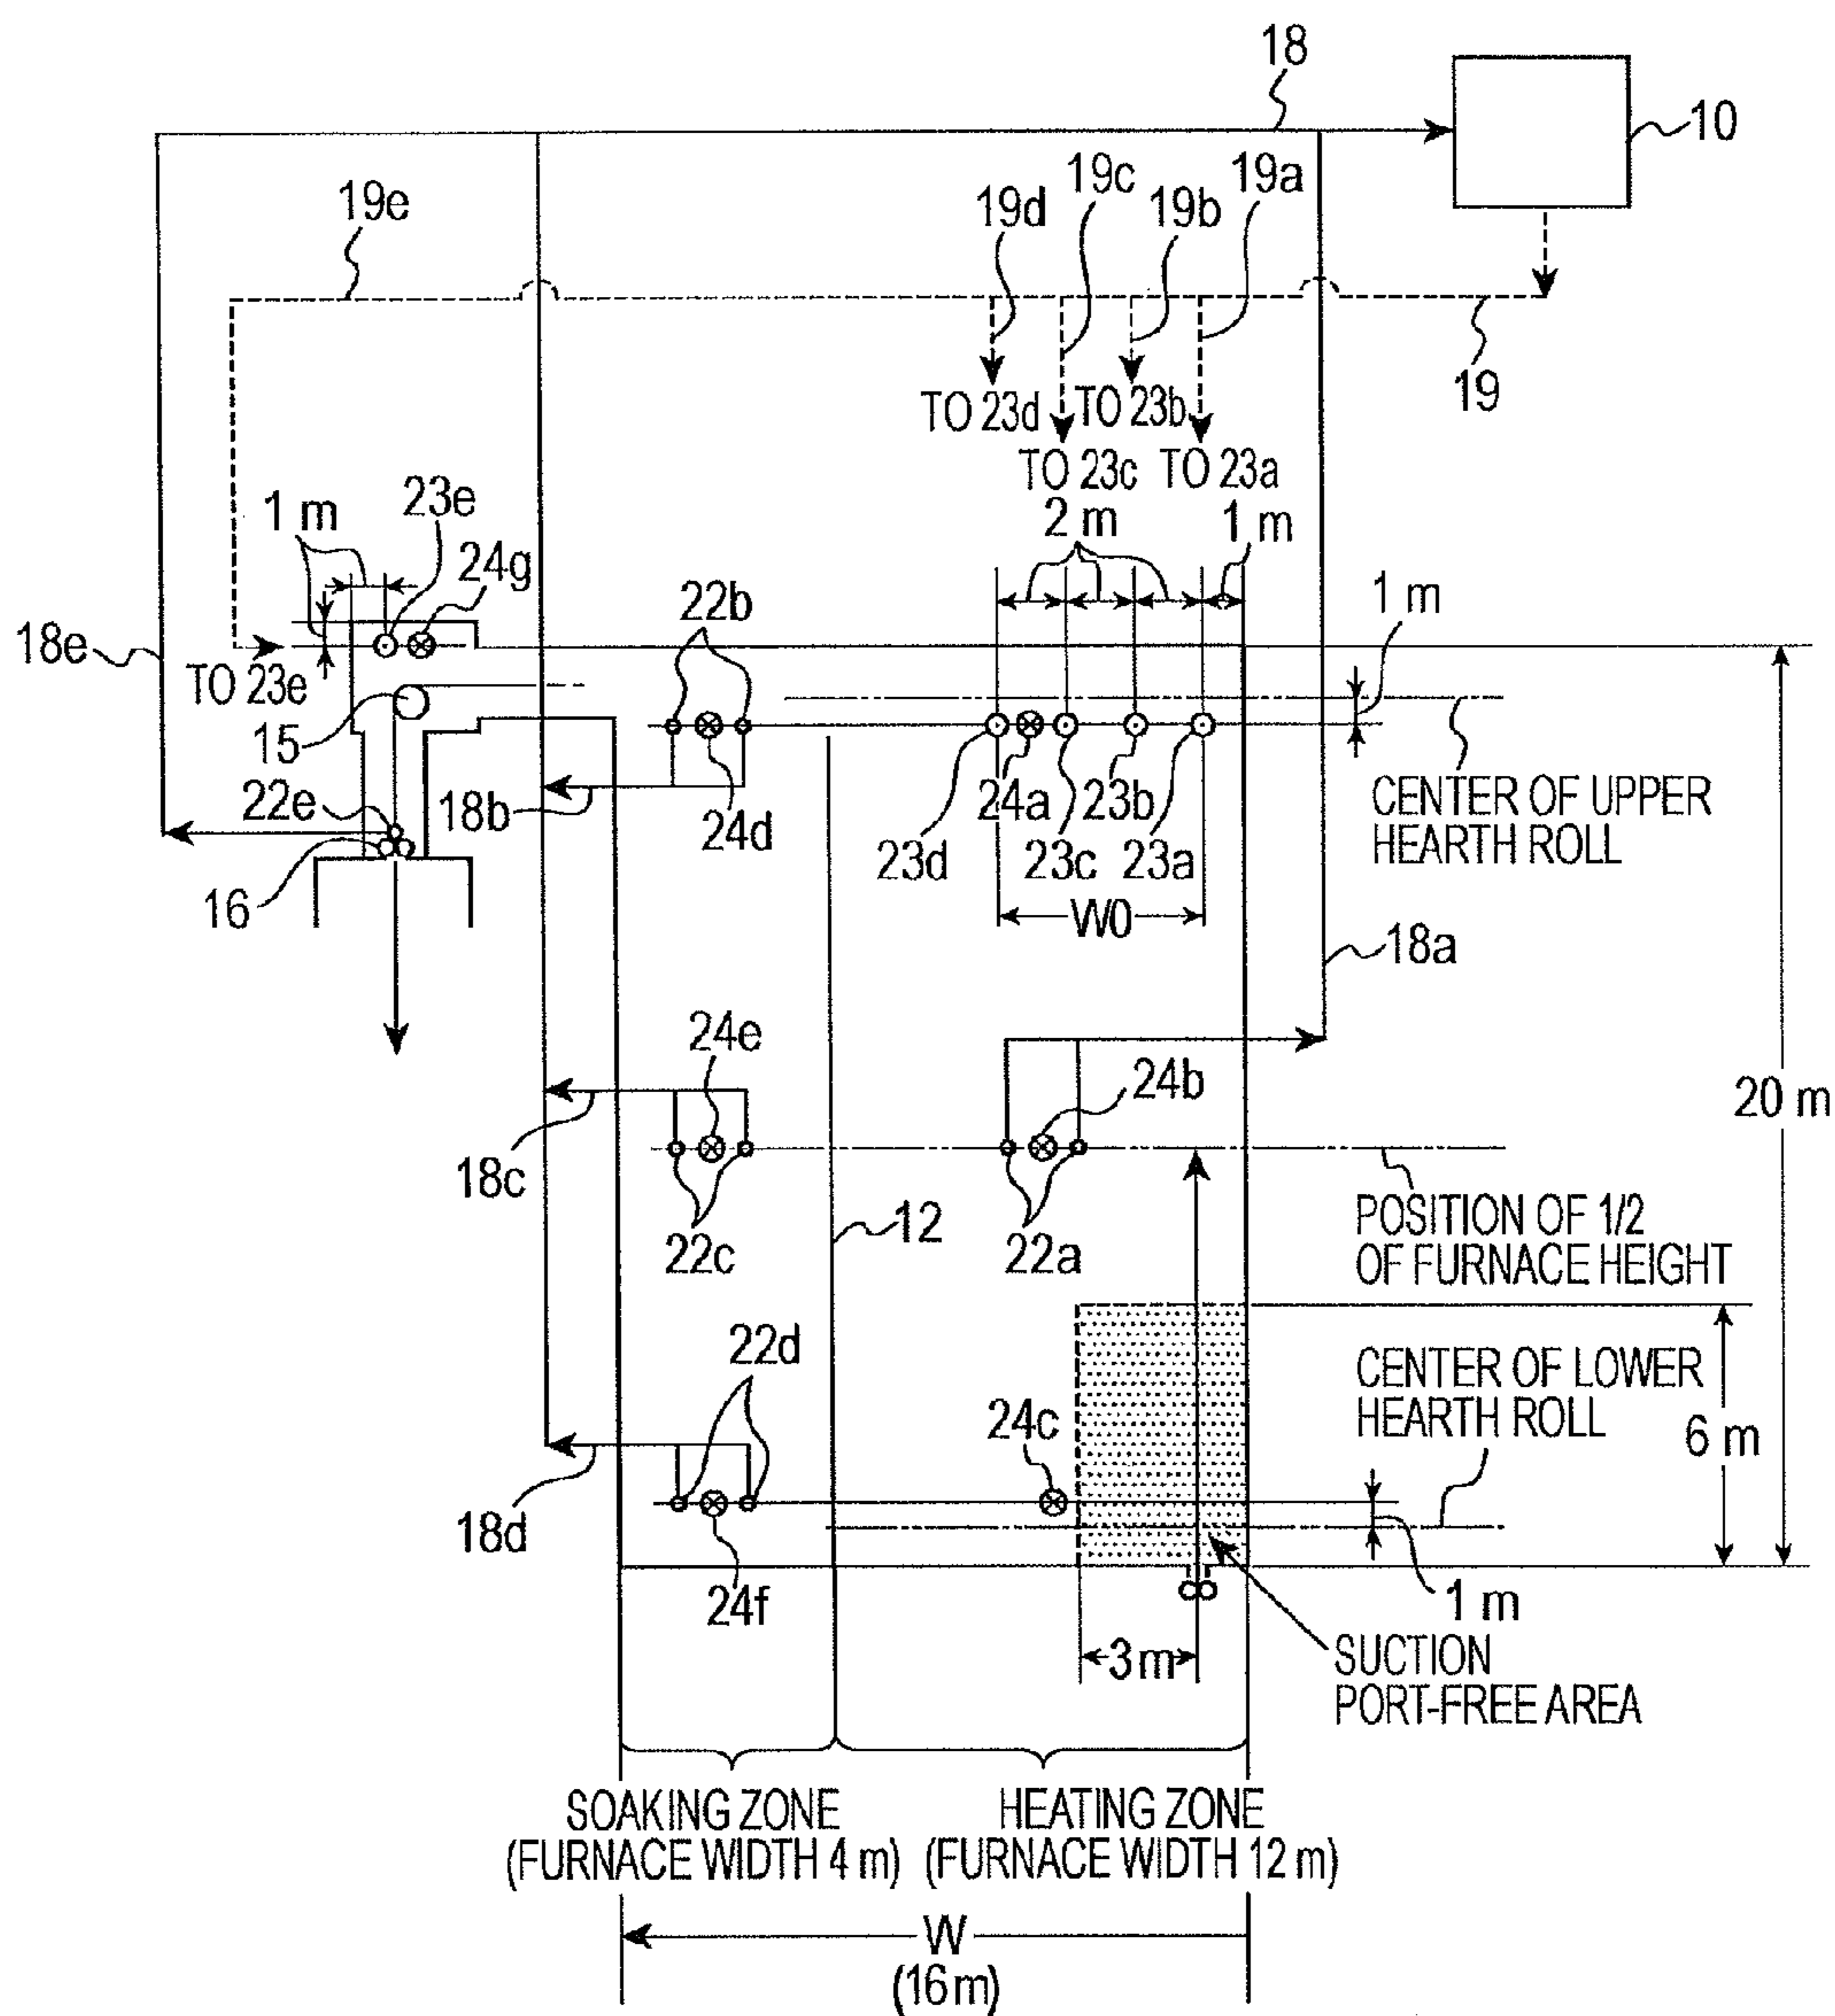 18
10
19c
19a
19d
19b
19e
19
TO 23d
TO 23b
TO 23c
TO 23a
23e
1 m
2 m
1 m
24g
22b
1 m
18e
TO 23e
15
22e
18b
24d
24a
23b
23d
23c
23a
CENTER OF UPPER
HEARTH ROLL
16
W0
18a
24e
24b
20 m
18c
22c
12
22a
POSITION OF 1/2
OF FURNACE HEIGHT
22d
CENTER OF LOWER
HEARTH ROLL
24c
6 m
18d
24f
1 m
3 m
SUCTION
PORT-FREE AREA
SOAKING ZONE
(FURNACE WIDTH 4 m)
HEATING ZONE
(FURNACE WIDTH 12 m)
W
(16 m)